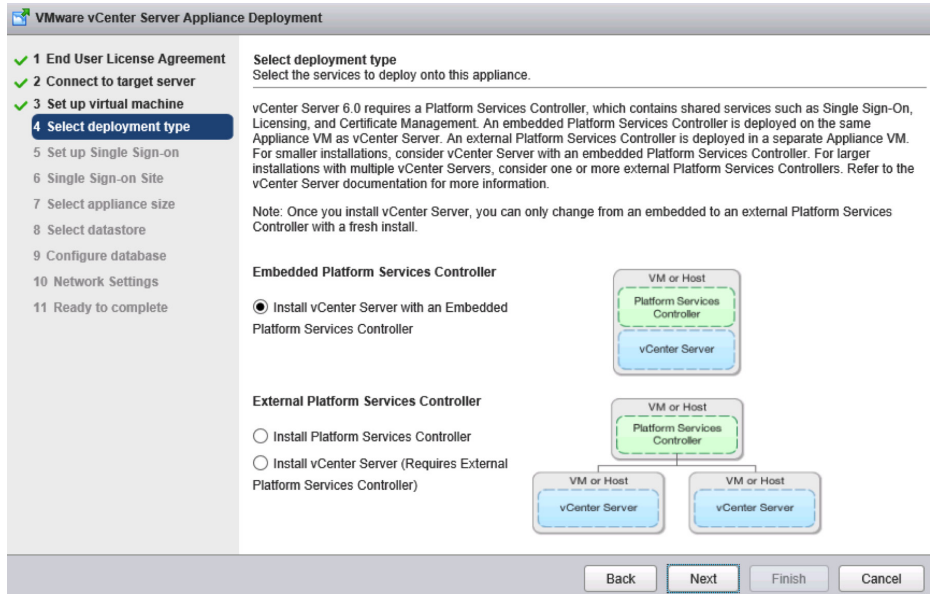 VMware vCenter Server Appliance Deployment
1 End User License Agreement
2 Connect to target server
3 Set up virtual machine
4 Select deployment type
5 Set up Single Sign-on
6 Single Sign-on Site
7 Select appliance size
8 Select datastore
9 Configure database
10 Network Settings
11 Ready to complete
Select deployment type
Select the services to deploy onto this appliance.
vCenter Server 6.0 requires a Platform Services Controller, which contains shared services such as Single Sign-On,
Licensing, and Certificate Management. An embedded Platform Services Controller is deployed on the same
Appliance VM as vCenter Server. An external Platform Services Controller is deployed in a separate Appliance VM.
For smaller installations, consider vCenter Server with an embedded Platform Services Controller. For larger
installations with multiple vCenter Servers, consider one or more external Platform Services Controllers. Refer to the
vCenter Server documentation for more information.
Note: Once you install vCenter Server, you can only change from an embedded to an external Platform Services
Controller with a fresh install.
Embedded Platform Services Controller
Install vCenter Server with an Embedded
Platform Services Controller
VM or Host
Platform Services
Controller
vCenter Server
External Platform Services Controller
Install Platform Services Controller
Install vCenter Server (Requires External
Platform Services Controller)
VM or Host
Platform Services
Controller
VM or Host
vCenter Server
VM or Host
vCenter Server
Back
Next
Finish
Cancel